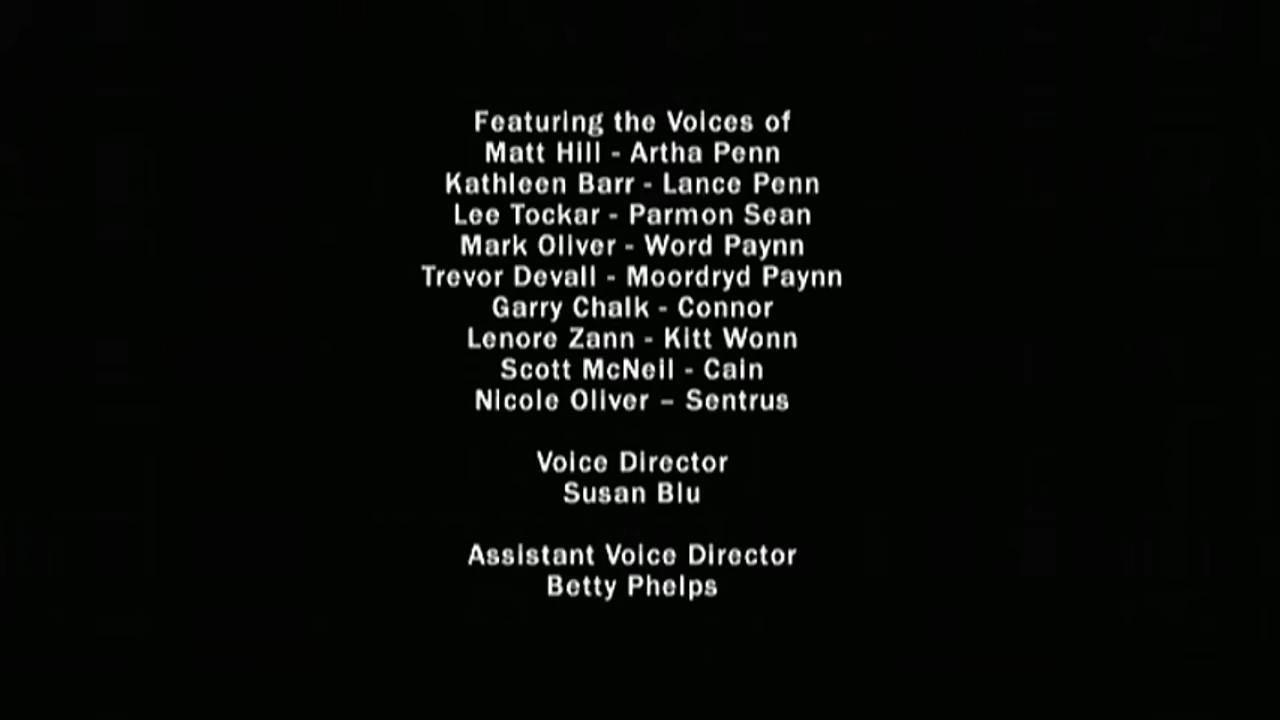 Featuring the Voices of
Matt Hill - Artha Penn
Kathleen Barr - Lance Penn
Lee Tockar - Parmon Sean
Mark Oliver - Word Paynn
Trevor Devall - Moordryd Paynn
Garry Chalk - Connor
Lenore Zann - Kitt Wonn
Scott McNeil - Cain
Nicole Oliver – Sentrus
Voice Director
Susan Blu
Assistant Voice Director
Betty Phelps